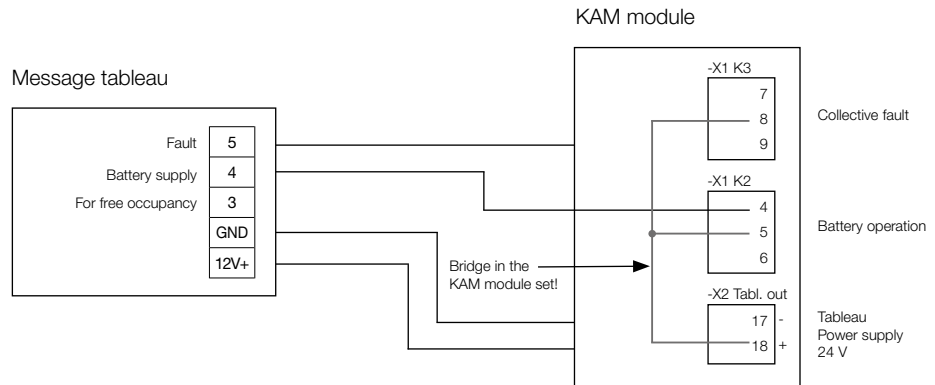 KAM module
Message tableau
Fault 5
Battery supply 4
For free occupancy 3
GND
12V+
Bridge in the
KAM module set!
-X1 K3
7
8
9
Collective fault
-X1 K2
4
5
6
Battery operation
-X2 Tabl. out
17 -
18 +
Tableau
Power supply
24 V